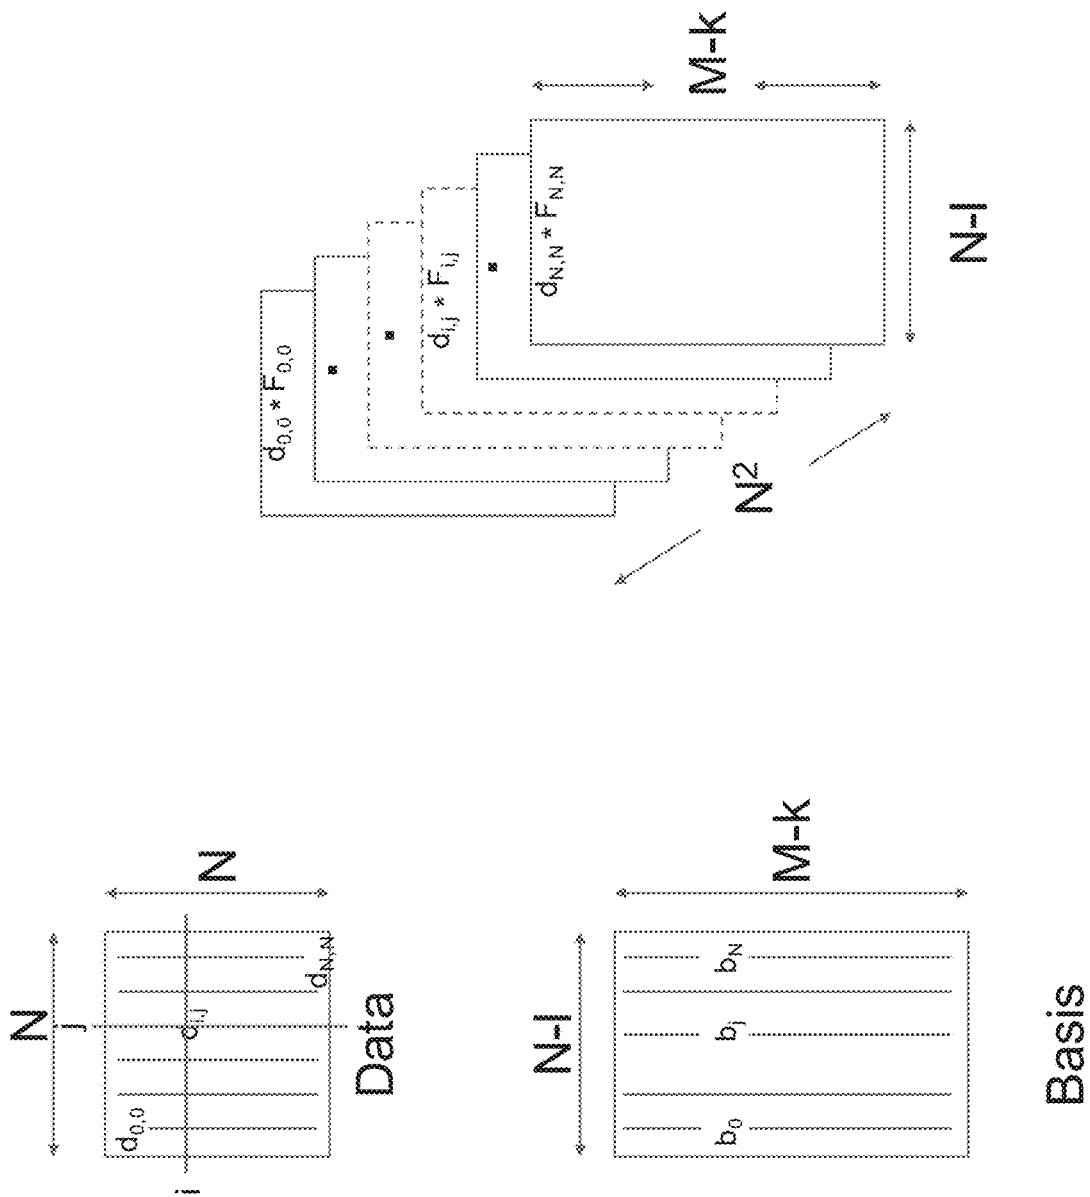 N
j
i
d0,0
di,j
dN,N
N
Data
N-l
b0
bj
bN
M-k
Basis
d0,0 * F0,0
di,j * Fi,j
dN,N * FN,N
M-k
N-l
N²